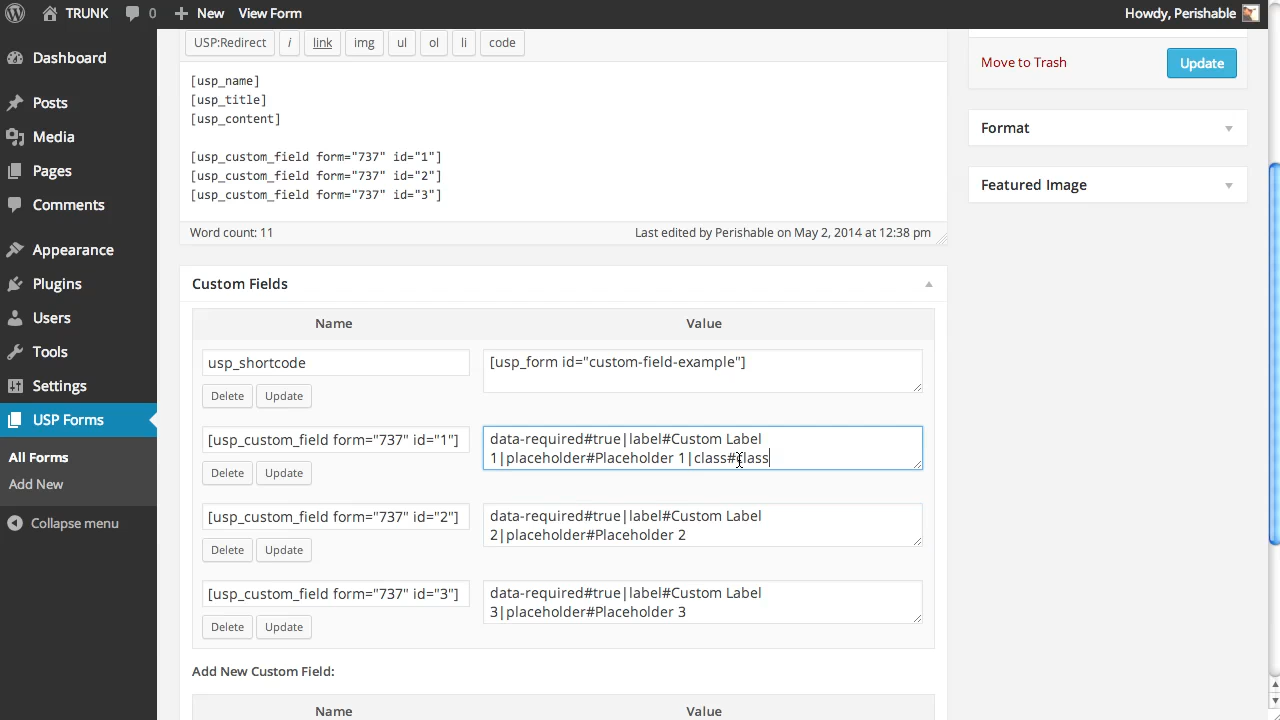 TRUNK 0 New View Form Howdy, Perishable
Dashboard
Posts
Media
Pages
Comments
Appearance
Plugins
Users
Tools
Settings
USP Forms
All Forms
Add New
Collapse menu
USP:Redirect i link img ul ol li code
[usp_name]
[usp_title]
[usp_content]
[usp_custom_field form="737" id="1"]
[usp_custom_field form="737" id="2"]
[usp_custom_field form="737" id="3"]
Word count: 11 Last edited by Perishable on May 2, 2014 at 12:38 pm
Custom Fields
Name Value
usp_shortcode [usp_form id="custom-field-example"]
Delete Update
[usp_custom_field form="737" id="1"] data-required#true|label#Custom Label
1|placeholder#Placeholder 1|class#class
Delete Update
[usp_custom_field form="737" id="2"] data-required#true|label#Custom Label
2|placeholder#Placeholder 2
Delete Update
[usp_custom_field form="737" id="3"] data-required#true|label#Custom Label
3|placeholder#Placeholder 3
Delete Update
Add New Custom Field:
Name Value
Move to Trash Update
Format
Featured Image